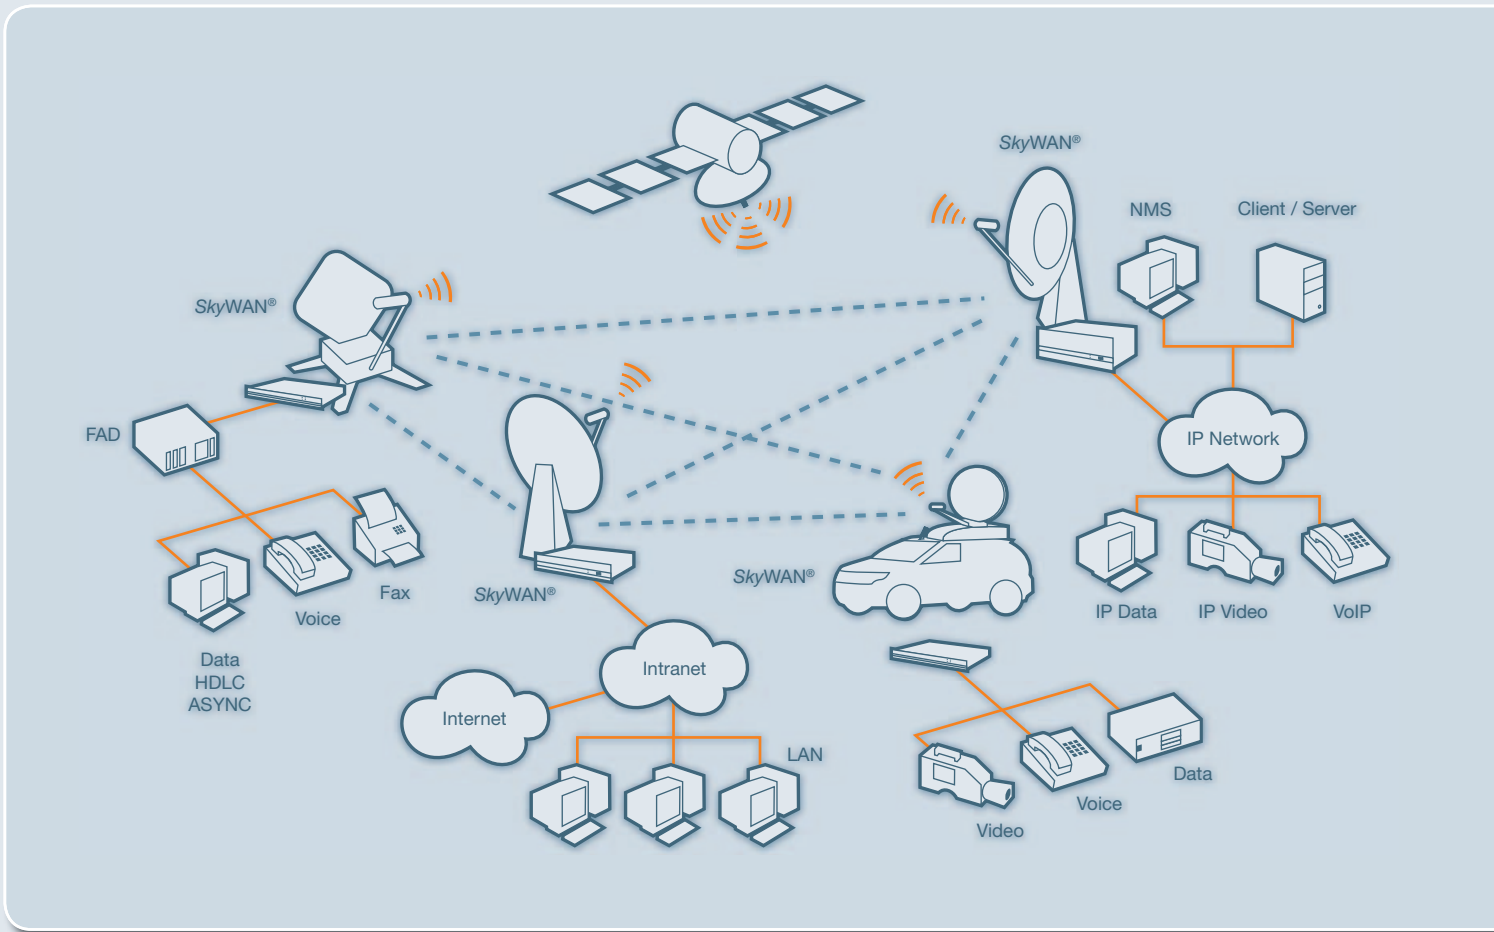 SkyWAN®
NMS
Client / Server
SkyWAN®
FAD
IP Network
Fax
Voice
Data
HDLC
ASYNC
SkyWAN®
SkyWAN®
IP Data
IP Video
VoIP
Intranet
Internet
LAN
Data
Voice
Video